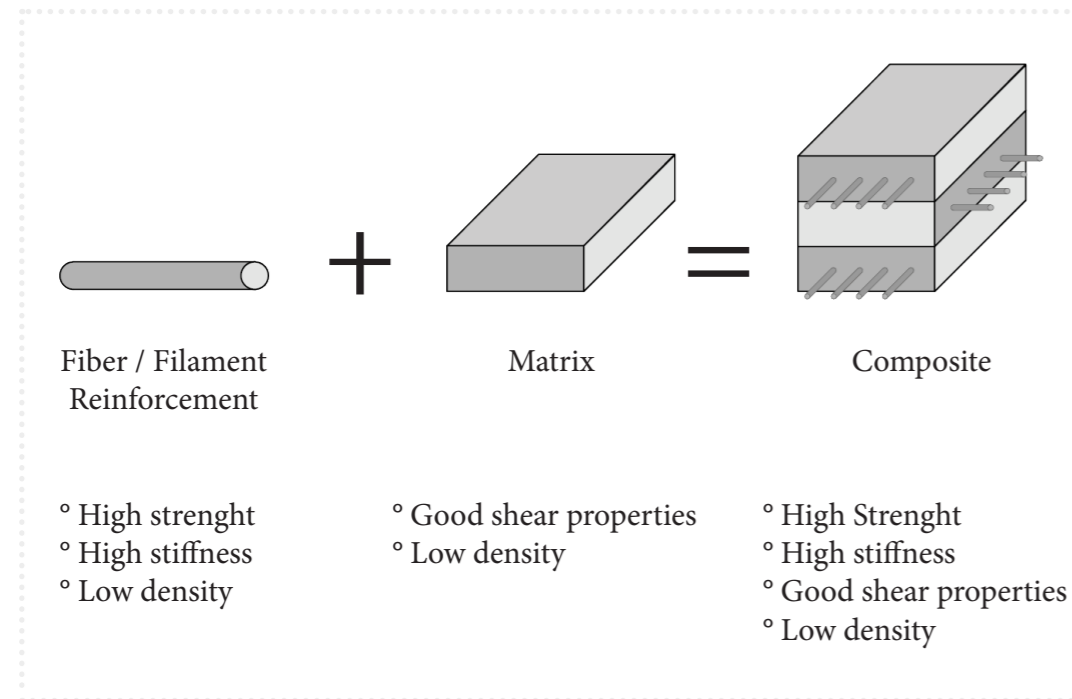 Fiber / Filament
Reinforcement
Matrix
Composite
° High strenght
° High stiffness
° Low density
° Good shear properties
° Low density
° High Strenght
° High stiffness
° Good shear properties
° Low density